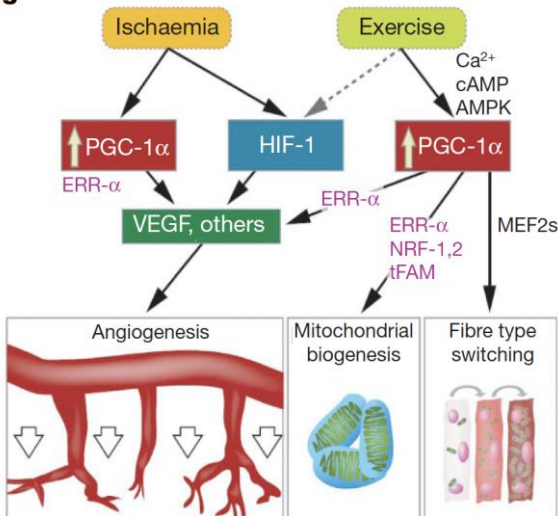 Ischaemia
Exercise
Ca²⁺
cAMP
AMPK
PGC-1α
HIF-1
PGC-1α
ERR-α
ERR-α
VEGF, others
ERR-α
NRF-1,2
tFAM
MEF2s
Angiogenesis
Mitochondrial
biogenesis
Fibre type
switching